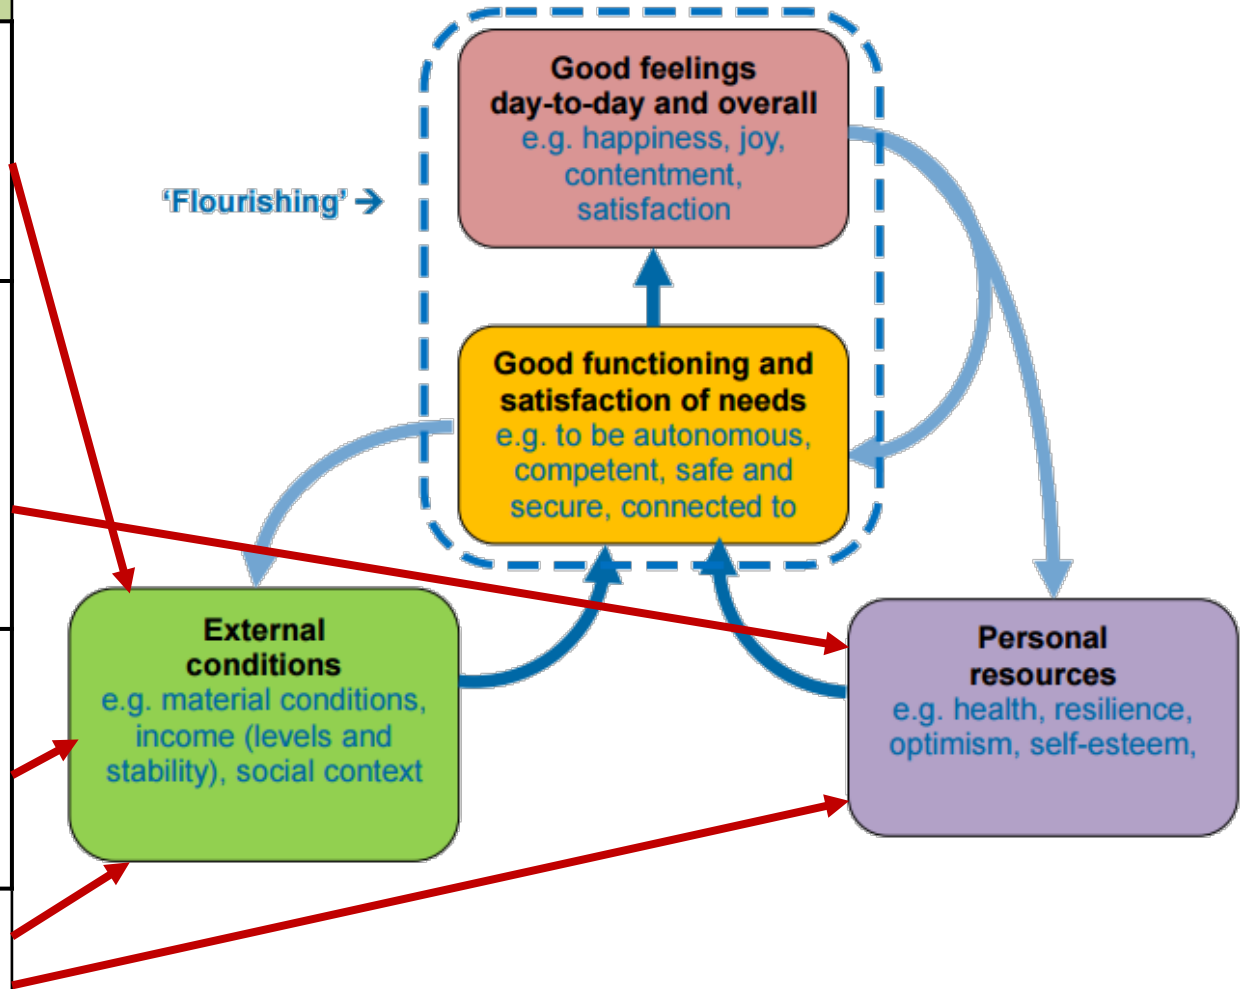 Good feelings
day-to-day and overall
e.g. happiness, joy,
contentment,
satisfaction
‘Flourishing’ →
Good functioning and
satisfaction of needs
e.g. to be autonomous,
competent, safe and
secure, connected to
External
conditions
e.g. material conditions,
income (levels and
stability), social context
Personal
resources
e.g. health, resilience,
optimism, self-esteem,